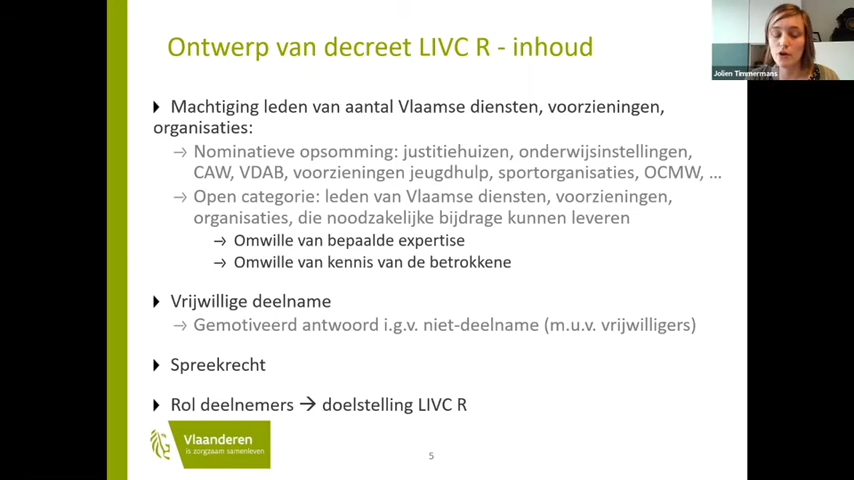 Ontwerp van decreet LIVC R - inhoud
Jolien Timmermans
Machtiging leden van aantal Vlaamse diensten, voorzieningen,
organisaties:
→ Nominatieve opsomming: justitiehuizen, onderwijsinstellingen,
CAW, VDAB, voorzieningen jeugdhulp, sportorganisaties, OCMW, ...
→ Open categorie: leden van Vlaamse diensten, voorzieningen,
organisaties, die noodzakelijke bijdrage kunnen leveren
→ Omwille van bepaalde expertise
→ Omwille van kennis van de betrokkene
Vrijwillige deelname
→ Gemotiveerd antwoord i.g.v. niet-deelname (m.u.v. vrijwilligers)
Spreekrecht
Rol deelnemers → doelstelling LIVC R
Vlaanderen
is zorgzaam samenleven
5